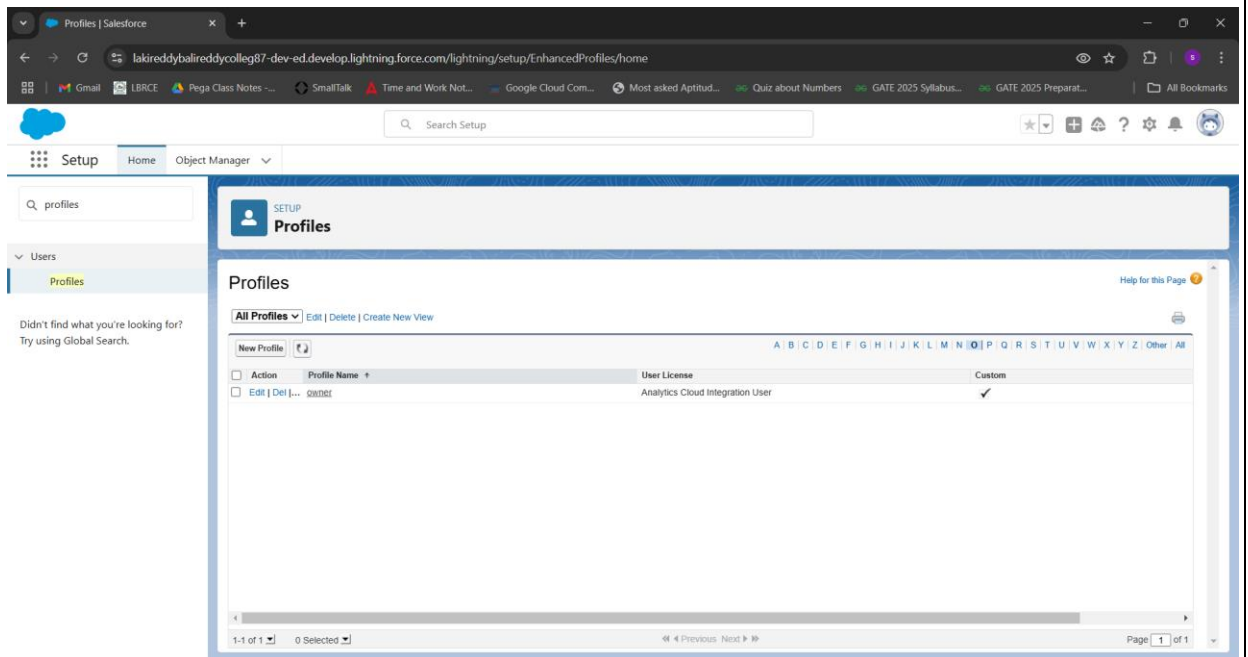 Profiles | Salesforce
lakireddybalireddycolleg87-dev-ed.develop.lightning.force.com/lightning/setup/EnhancedProfiles/home
Gmail LBRCE Pega Class Notes -... SmallTalk Time and Work Not... Google Cloud Com... Most asked Aptitud... Quiz about Numbers GATE 2025 Syllabus... GATE 2025 Preparat... All Bookmarks
Search Setup
Setup Home Object Manager
profiles
Users
Profiles
Didn't find what you're looking for?
Try using Global Search.
SETUP
Profiles
Profiles
Help for this Page
All Profiles Edit | Delete | Create New View
New Profile A | B | C | D | E | F | G | H | I | J | K | L | M | N | O | P | Q | R | S | T | U | V | W | X | Y | Z | Other | All
Action Profile Name User License Custom
Edit | Del |... owner Analytics Cloud Integration User
1-1 of 1 0 Selected Previous Next Page 1 of 1